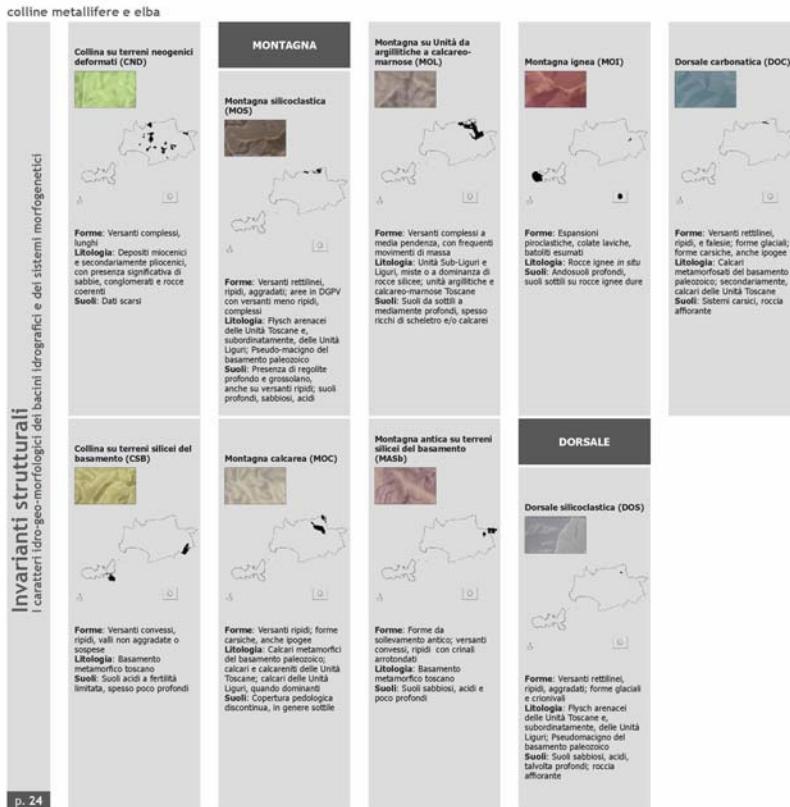 colline metallifere e elba
Invarianti strutturali
I caratteri idro-geo-morfologici dei bacini idrografici e dei sistemi morfogenetici
Collina su terreni neogenici
deformati (CND)
Forme: Versanti complessi,
lunghi
Litologia: Depositi miocenici
e secondariamente pliocenici,
con presenza significativa di
sabbie, conglomerati e rocce
coerenti
Suoli: Dati scarsi
MONTAGNA
Montagna silicoclastica
(MOS)
Forme: Versanti rettilinei,
ripidi, aggradati; aree in DGPV
con versanti meno ripidi,
complessi
Litologia: Flysch arenacei
delle Unità Toscane e,
subordinatamente, delle Unità
Liguri; Pseudo-macigno del
basamento paleozoico
Suoli: Presenza di regolite
profondo e grossolano,
anche su versanti ripidi; suoli
profondi, sabbiosi, acidi
Montagna su Unità da
argillitiche a calcareo-
marnose (MOL)
Forme: Versanti complessi a
media pendenza, con frequenti
movimenti di massa
Litologia: Unità Sub-Liguri e
Liguri, miste o a dominanza di
rocce silicee; unità argillitiche e
calcareo-marnose Toscane
Suoli: Suoli da sottili a
mediamente profondi, spesso
ricchi di scheletro e/o calcarei
Montagna ignea (MOI)
Forme: Espansioni
piroclastiche, colate laviche,
batoliti esumati
Litologia: Rocce ignee in situ
Suoli: Andosuoli profondi,
suoli sottili su rocce ignee dure
Dorsale carbonatica (DOC)
Forme: Versanti rettilinei,
ripidi, e falesie; forme glaciali;
forme carsiche, anche ipogee
Litologia: Calcari
metamorfosati del basamento
paleozoico; secondariamente,
calcari delle Unità Toscane
Suoli: Sistemi carsici, roccia
affiorante
Collina su terreni silicei del
basamento (CSB)
Forme: Versanti convessi,
ripidi, valli non aggradate o
sospese
Litologia: Basamento
metamorfico toscano
Suoli: Suoli acidi a fertilità
limitata, spesso poco profondi
Montagna calcarea (MOC)
Forme: Versanti ripidi; forme
carsiche, anche ipogee
Litologia: Calcari metamorfici
del basamento paleozoico;
calcari e calcareniti delle Unità
Toscane; calcari delle Unità
Liguri, quando dominanti
Suoli: Copertura pedologica
discontinua, in genere sottile
Montagna antica su terreni
silicei del basamento
(MASb)
Forme: Forme da
sollevamento antico; versanti
convessi, ripidi con crinali
arrotondati
Litologia: Basamento
metamorfico toscano
Suoli: Suoli sabbiosi, acidi e
poco profondi
DORSALE
Dorsale silicoclastica (DOS)
Forme: Versanti rettilinei,
ripidi, aggradati; forme glaciali
e crionivali
Litologia: Flysch arenacei
delle Unità Toscane e,
subordinatamente, delle Unità
Liguri; Pseudomacigno del
basamento paleozoico
Suoli: Suoli sabbiosi, acidi,
talvolta profondi; roccia
affiorante
p. 24